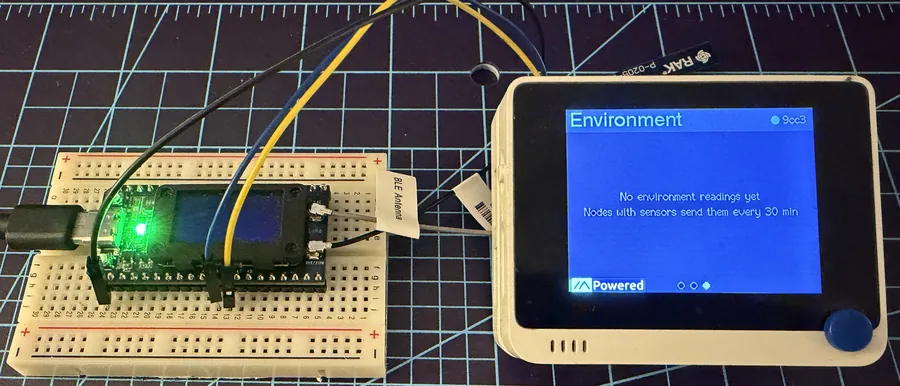 Environment
9cc3
No environment readings yet
Nodes with sensors send them every 30 min
Powered
BLE Antenna
RAK